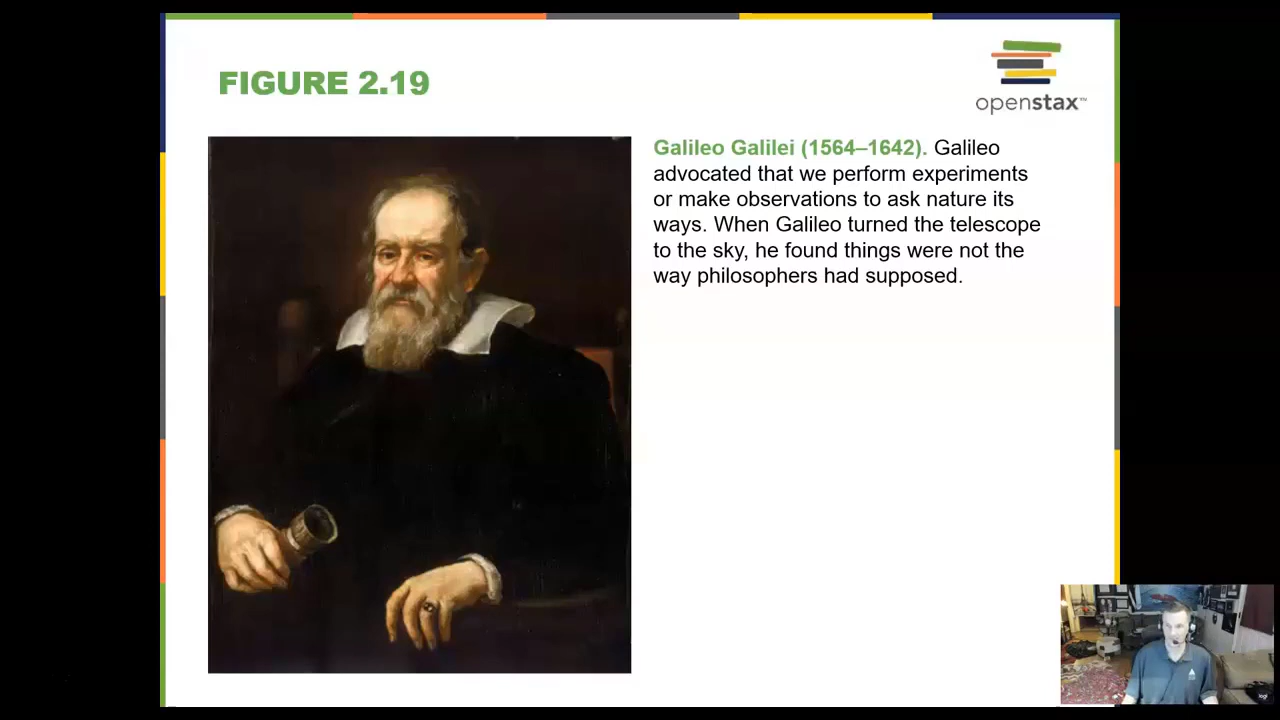 FIGURE 2.19
openstax™
Galileo Galilei (1564–1642). Galileo
advocated that we perform experiments
or make observations to ask nature its
ways. When Galileo turned the telescope
to the sky, he found things were not the
way philosophers had supposed.